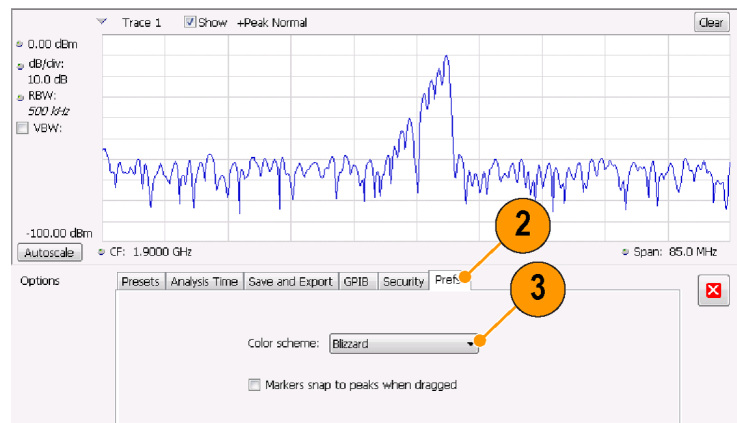 Trace 1 Show +Peak Normal Clear
0.00 dBm
dB/div:
10.0 dB
RBW:
500 kHz
VBW:
-100.00 dBm
Autoscale CF: 1.9000 GHz Span: 85.0 MHz
2
Options Presets Analysis Time Save and Export GPIB Security Prefs
3
Color scheme: Blizzard
Markers snap to peaks when dragged